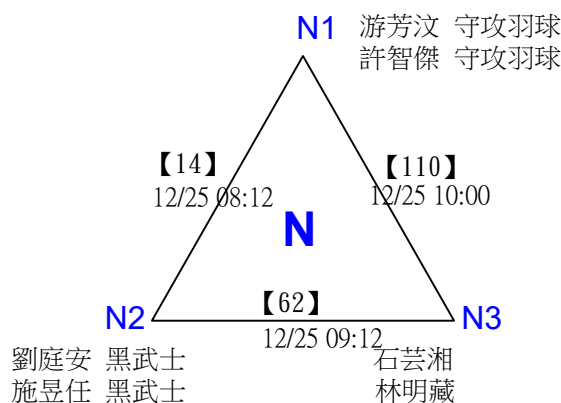 N1 游芳汶 守攻羽球
許智傑 守攻羽球
【14】 【110】
12/25 08:12 12/25 10:00
N
N2 【62】 N3
12/25 09:12
劉庭安 黑武士 石芸湘
施昱任 黑武士 林明藏